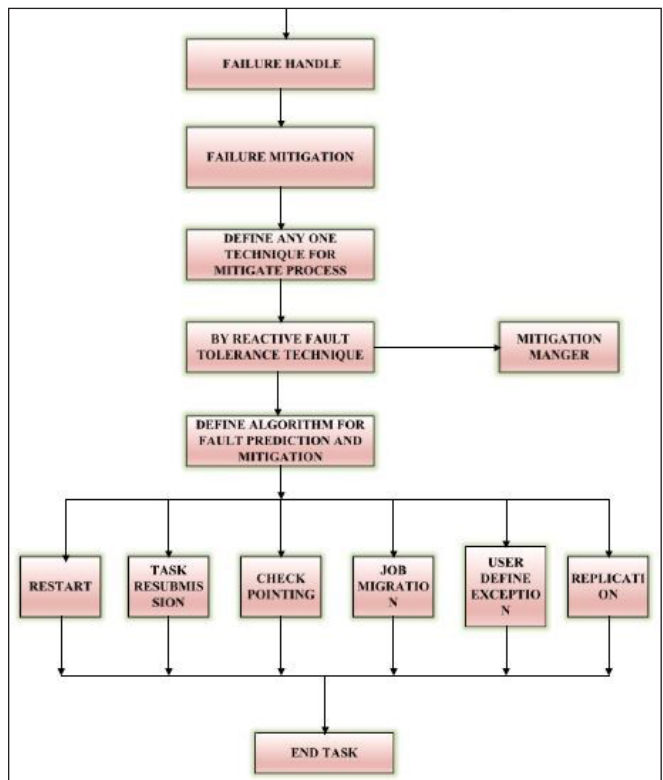 FAILURE HANDLE
FAILURE MITIGATION
DEFINE ANY ONE
TECHNIQUE FOR
MITIGATE PROCESS
BY REACTIVE FAULT
TOLERANCE TECHNIQUE
MITIGATION
MANGER
DEFINE ALGORITHM FOR
FAULT PREDICTION AND
MITIGATION
RESTART
TASK
RESUBMIS
SION
CHECK
POINTING
JOB
MIGRATIO
N
USER
DEFINE
EXCEPTIO
N
REPLICATI
ON
END TASK